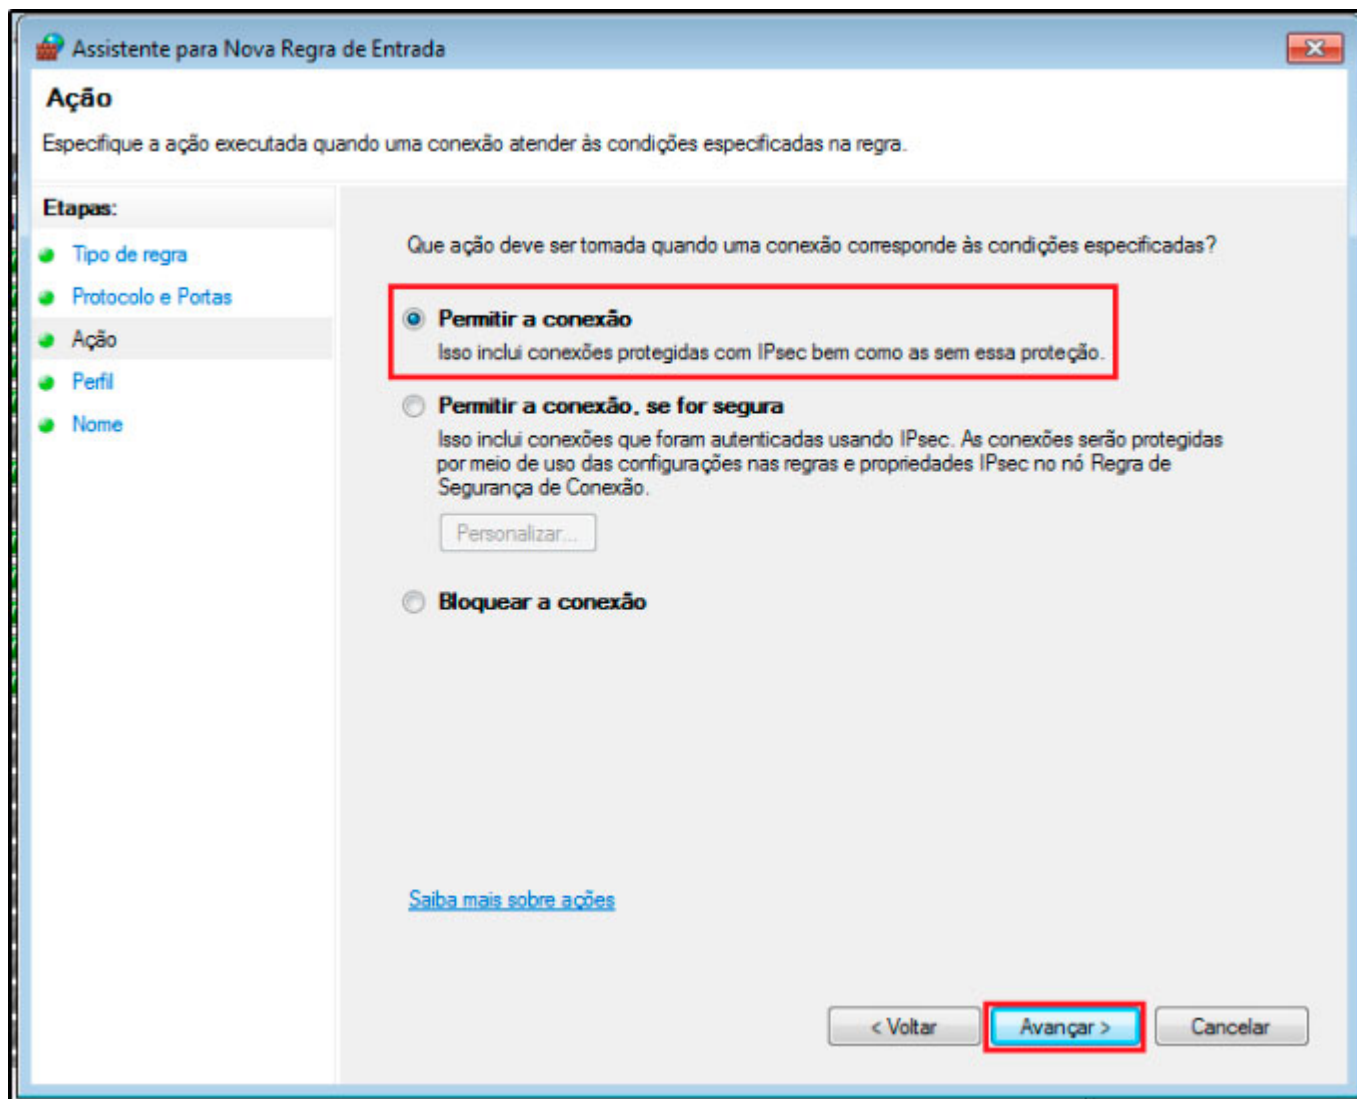 Assistente para Nova Regra de Entrada
Ação
Especifique a ação executada quando uma conexão atender às condições especificadas na regra.
Etapas:
Tipo de regra
Protocolo e Portas
Ação
Perfil
Nome
Que ação deve ser tomada quando uma conexão corresponde às condições especificadas?
Permitir a conexão
Isso inclui conexões protegidas com IPsec bem como as sem essa proteção.
Permitir a conexão, se for segura
Isso inclui conexões que foram autenticadas usando IPsec. As conexões serão protegidas
por meio de uso das configurações nas regras e propriedades IPsec no nó Regra de
Segurança de Conexão.
Personalizar...
Bloquear a conexão
Saiba mais sobre ações
< Voltar
Avançar >
Cancelar